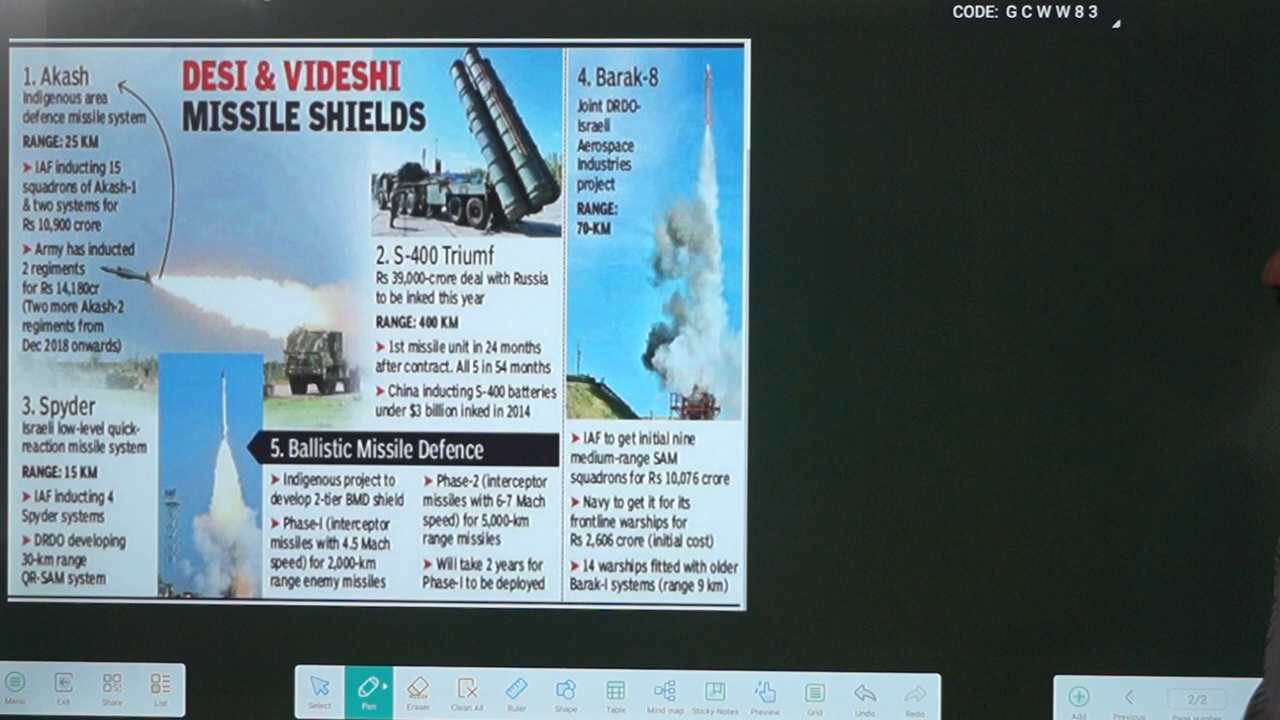 CODE: G C W W 8 3
DESI & VIDESHI
MISSILE SHIELDS
1. Akash
Indigenous area
defence missile system
RANGE: 25 KM
➤ IAF inducting 15
squadrons of Akash-1
& two systems for
Rs 10,900 crore
➤ Army has inducted
2 regiments
for Rs 14,180cr
(Two more Akash-2
regiments from
Dec 2018 onwards)
2. S-400 Triumf
Rs 39,000-crore deal with Russia
to be inked this year
RANGE: 400 KM
➤ 1st missile unit in 24 months
after contract. All 5 in 54 months
➤ China inducting S-400 batteries
under $3 billion inked in 2014
3. Spyder
Israeli low-level quick-
reaction missile system
RANGE: 15 KM
➤ IAF inducting 4
Spyder systems
➤ DRDO developing
30-km range
QR-SAM system
4. Barak-8
Joint DRDO-
Israeli
Aerospace
Industries
project
RANGE:
70-KM
➤ IAF to get initial nine
medium-range SAM
squadrons for Rs 10,076 crore
➤ Navy to get it for its
frontline warships for
Rs 2,606 crore (initial cost)
➤ 14 warships fitted with older
Barak-I systems (range 9 km)
5. Ballistic Missile Defence
➤ Indigenous project to
develop 2-tier BMD shield
➤ Phase-I (interceptor
missiles with 4.5 Mach
speed) for 2,000-km
range enemy missiles
➤ Phase-2 (interceptor
missiles with 6-7 Mach
speed) for 5,000-km
range missiles
➤ Will take 2 years for
Phase-I to be deployed
Menu
Exit
Share
List
Select
Pen
Eraser
Clean All
Ruler
Shape
Table
Mind map
Sticky-Notes
Preview
Grid
Undo
Redo
Add
Previous
2/2